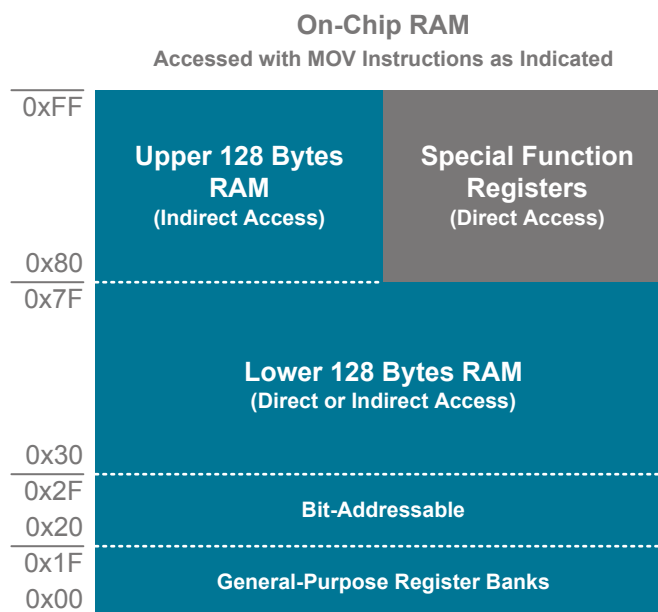 On-Chip RAM
Accessed with MOV Instructions as Indicated
0xFF
Upper 128 Bytes
RAM
(Indirect Access)
Special Function
Registers
(Direct Access)
0x80
0x7F
Lower 128 Bytes RAM
(Direct or Indirect Access)
0x30
0x2F
Bit-Addressable
0x20
0x1F
General-Purpose Register Banks
0x00